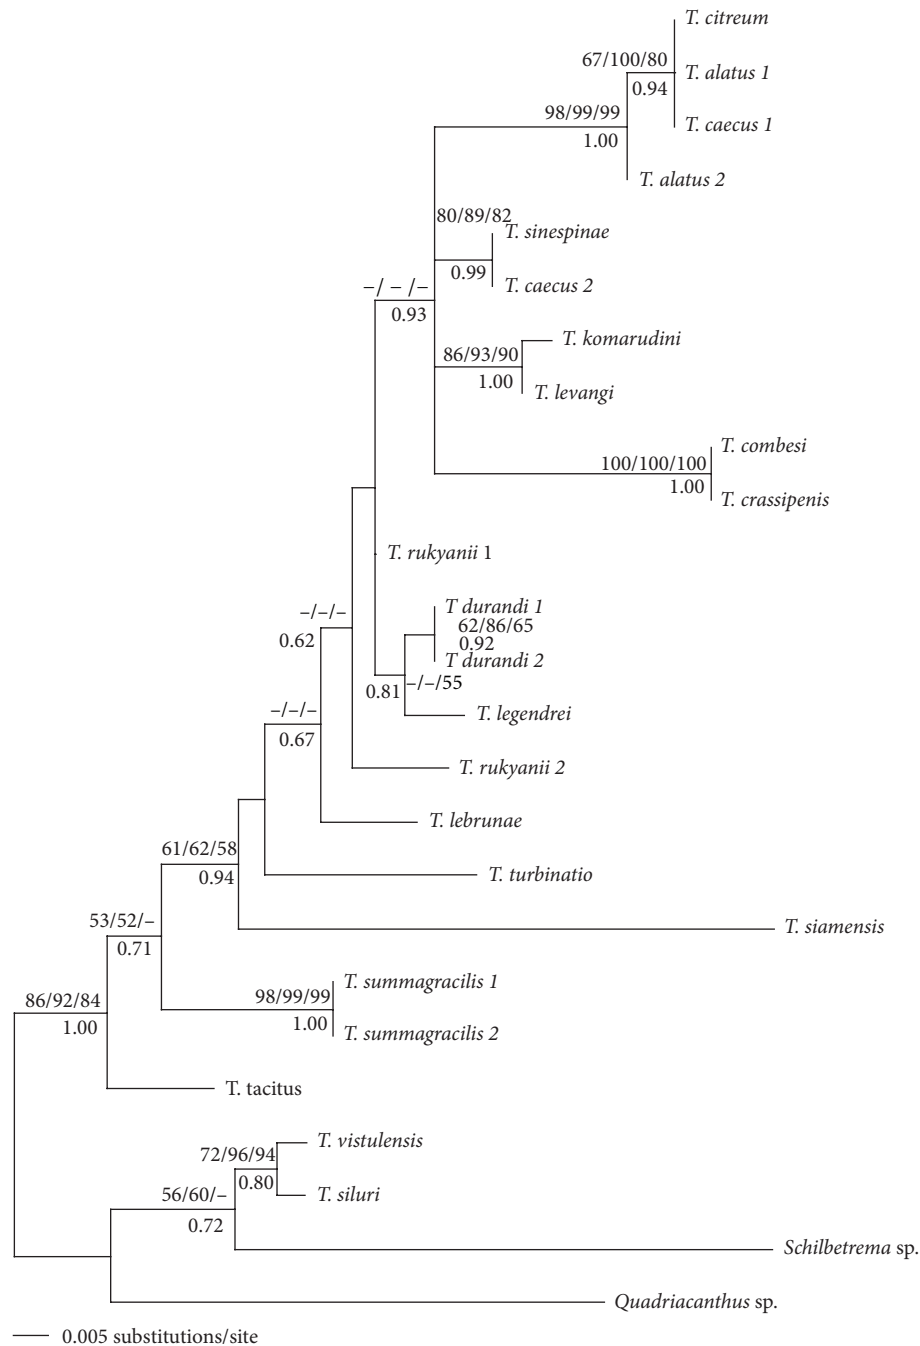 T. citreum
67/100/80
T. alatus 1
0.94
98/99/99
T. caecus 1
1.00
T. alatus 2
80/89/82
T. sinespinae
0.99
T. caecus 2
–/ – /–
0.93
T. komarudini
86/93/90
1.00
T. levangi
T. combesi
100/100/100
1.00
T. crassipenis
T. rukyanii 1
T durandi 1
–/–/–
62/86/65
0.62
0.92
T durandi 2
0.81
–/–/55
–/–/–
T. legendrei
0.67
T. rukyanii 2
T. lebrunae
61/62/58
0.94
T. turbinatio
53/52/–
T. siamensis
0.71
T. summagracilis 1
86/92/84
98/99/99
1.00
1.00
T. summagracilis 2
T. tacitus
T. vistulensis
72/96/94
0.80
56/60/–
T. siluri
0.72
Schilbetrema sp.
Quadriacanthus sp.
0.005 substitutions/site